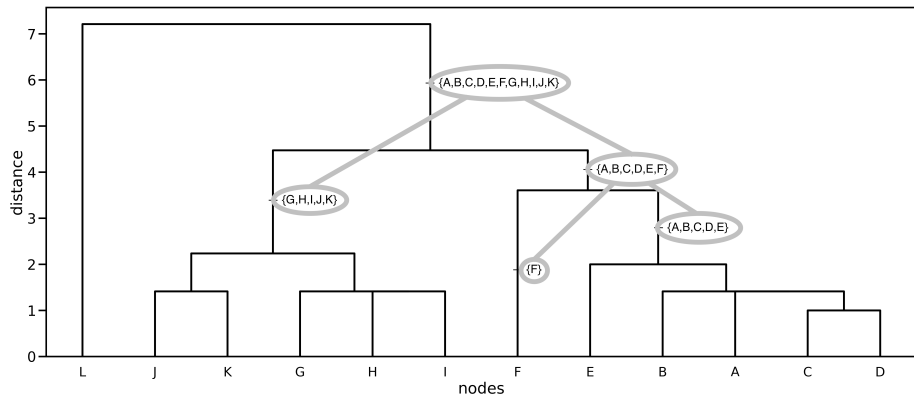 7
6
5
4
3
2
1
0
distance
{A,B,C,D,E,F,G,H,I,J,K}
{A,B,C,D,E,F}
{G,H,I,J,K}
{A,B,C,D,E}
{F}
L J K G H I F E B A C D
nodes